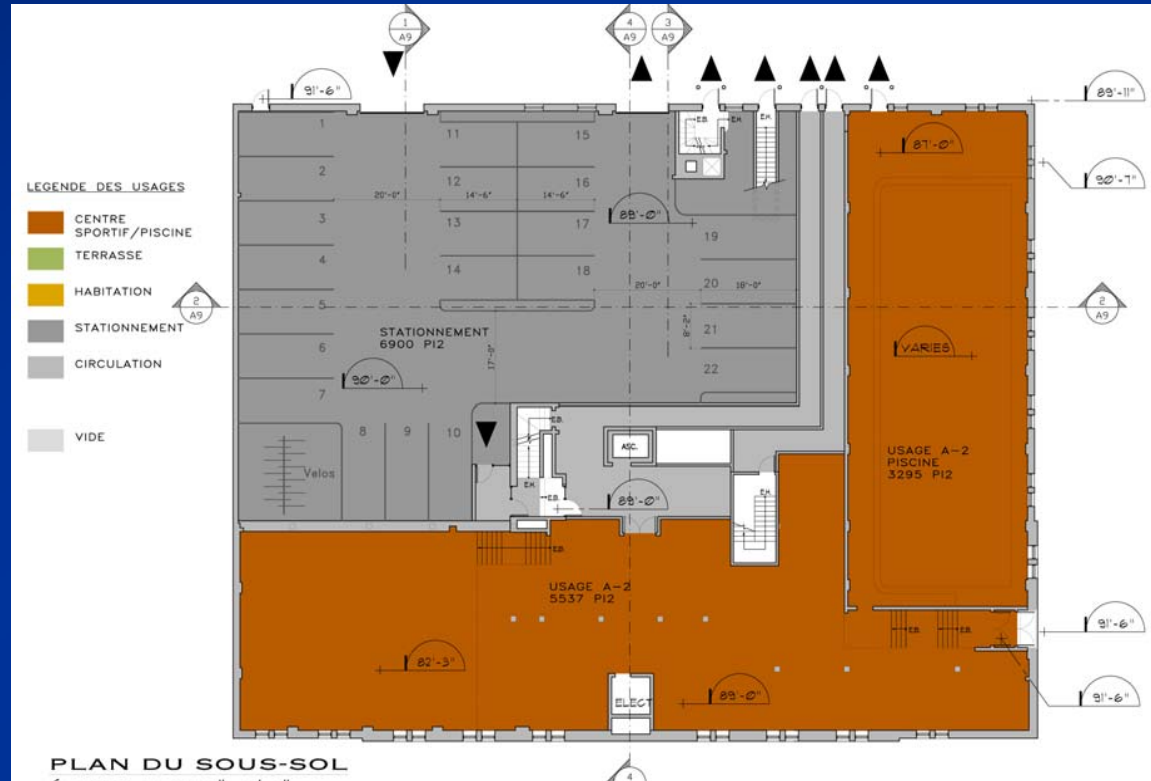 1
A9
4
A9
3
A9
91'-6"
89'-11"
E.B.
E.H.
E.H.
1
11
15
87'-0"
LEGENDE DES USAGES
2
12
16
90'-7"
20'-0"
14'-6"
14'-6"
CENTRE
SPORTIF/PISCINE
3
13
17
89'-0"
19
TERRASSE
4
14
18
HABITATION
20'-0"
20
18'-0"
2
A9
5
2
A9
STATIONNEMENT
STATIONNEMENT
6900 PI2
8'-2"
21
6
VARIES
CIRCULATION
17'-0"
22
90'-0"
7
VIDE
8
9
10
E.B.
ASC.
USAGE A-2
PISCINE
3295 PI2
Velos
E.H.
E.B.
89'-0"
E.H.
E.B.
USAGE A-2
5537 PI2
91'-6"
E.B.
E.B.
82'-3"
ELECT
89'-0"
91'-6"
PLAN DU SOUS-SOL
4